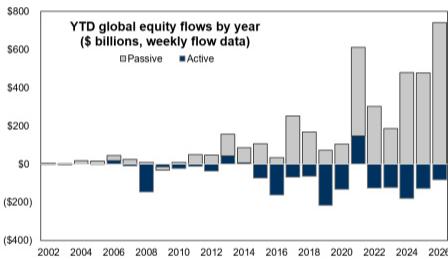 YTD global equity flows by year
($ billions, weekly flow data)
Passive Active
$800
$600
$400
$200
$0
($200)
($400)
2002 2004 2006 2008 2010 2012 2014 2016 2018 2020 2022 2024 2026